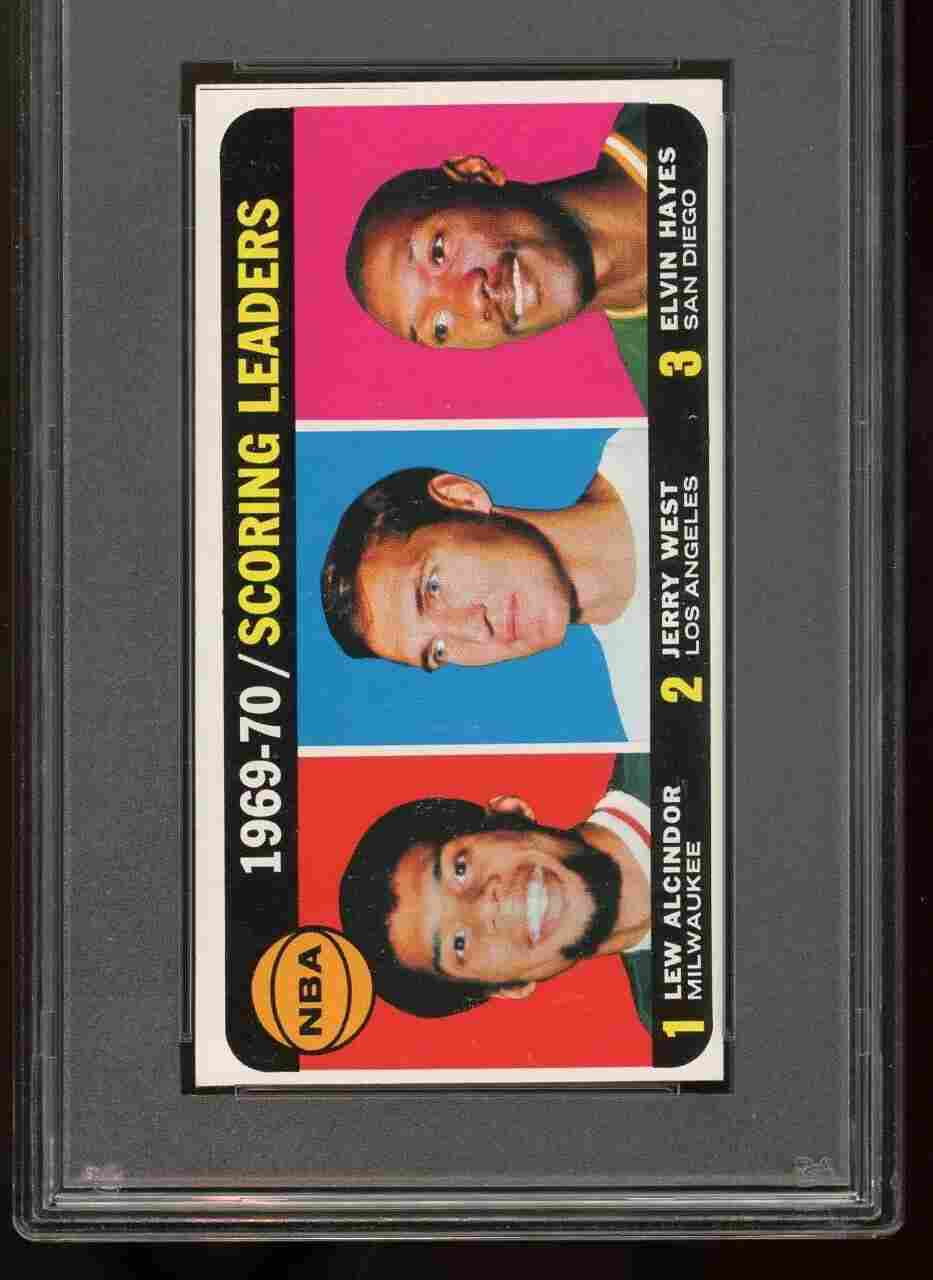 1969-70/SCORING LEADERS
NBA
1 LEW ALCINDOR
MILWAUKEE
2 JERRY WEST
LOS ANGELES
3 ELVIN HAYES
SAN DIEGO